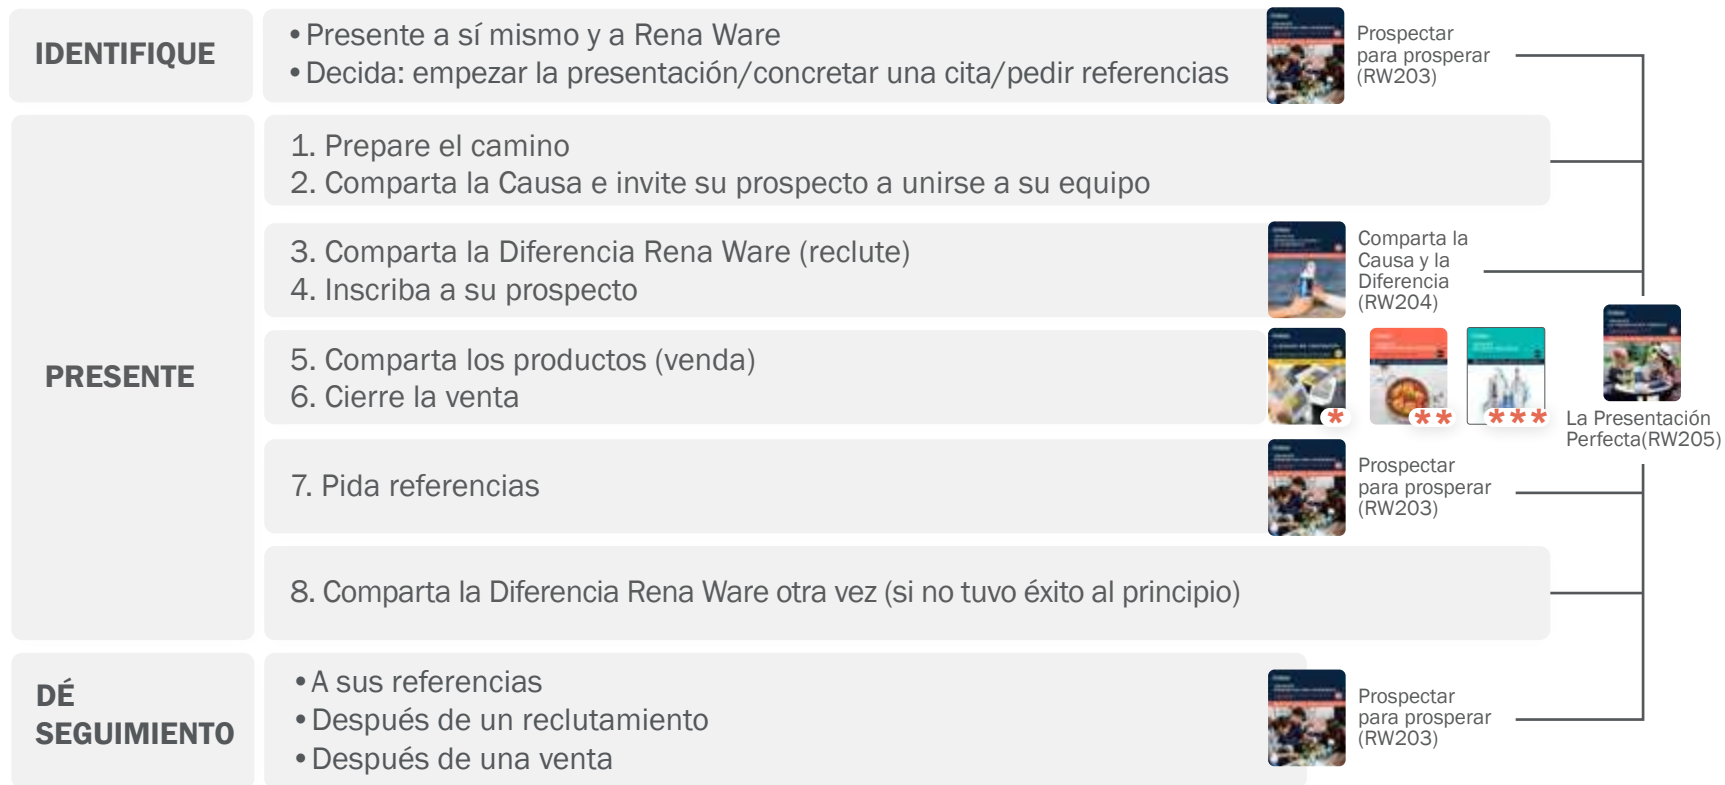 IDENTIFIQUE
•Presente a sí mismo y a Rena Ware
•Decida: empezar la presentación/concretar una cita/pedir referencias
Prospectar
para prosperar
(RW203)
PRESENTE
1. Prepare el camino
2. Comparta la Causa e invite su prospecto a unirse a su equipo
3. Comparta la Diferencia Rena Ware (reclute)
4. Inscriba a su prospecto
Comparta la
Causa y la
Diferencia
(RW204)
5. Comparta los productos (venda)
6. Cierre la venta
*
**
***
La Presentación
Perfecta(RW205)
7. Pida referencias
Prospectar
para prosperar
(RW203)
8. Comparta la Diferencia Rena Ware otra vez (si no tuvo éxito al principio)
DÉ
SEGUIMIENTO
•A sus referencias
•Después de un reclutamiento
•Después de una venta
Prospectar
para prosperar
(RW203)